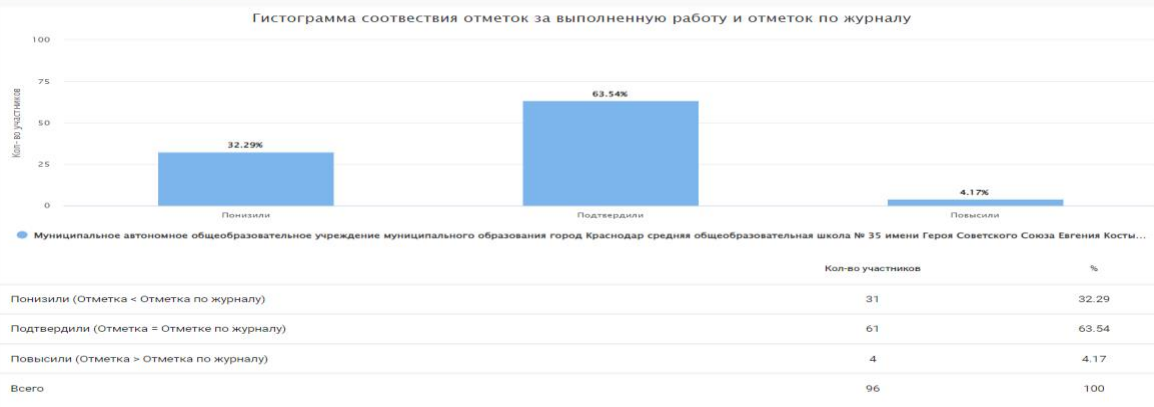 Гистограмма соотвествия отметок за выполненную работу и отметок по журналу
100
75
50
25
0
Кол-во участников
32.29%
63.54%
4.17%
Понизили
Подтвердили
Повысили
Муниципальное автономное общеобразовательное учреждение муниципального образования город Краснодар средняя общеобразовательная школа № 35 имени Героя Советского Союза Евгения Косты...
Кол-во участников %
Понизили (Отметка < Отметка по журналу) 31 32.29
Подтвердили (Отметка = Отметке по журналу) 61 63.54
Повысили (Отметка > Отметка по журналу) 4 4.17
Всего 96 100